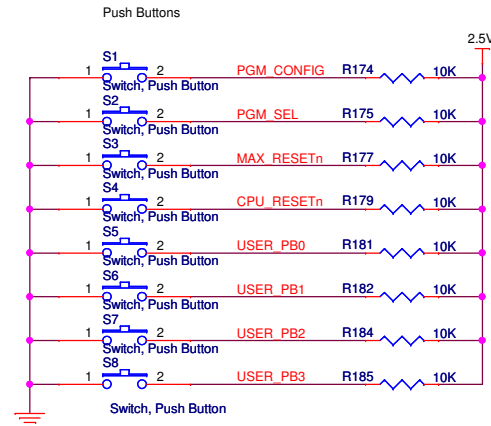 Push Buttons
2.5V
S1
1 2 PGM_CONFIG R174 10K
Switch, Push Button
S2
1 2 PGM_SEL R175 10K
Switch, Push Button
S3
1 2 MAX_RESETn R177 10K
Switch, Push Button
S4
1 2 CPU_RESETn R179 10K
Switch, Push Button
S5
1 2 USER_PB0 R181 10K
Switch, Push Button
S6
1 2 USER_PB1 R182 10K
Switch, Push Button
S7
1 2 USER_PB2 R184 10K
Switch, Push Button
S8
1 2 USER_PB3 R185 10K
Switch, Push Button